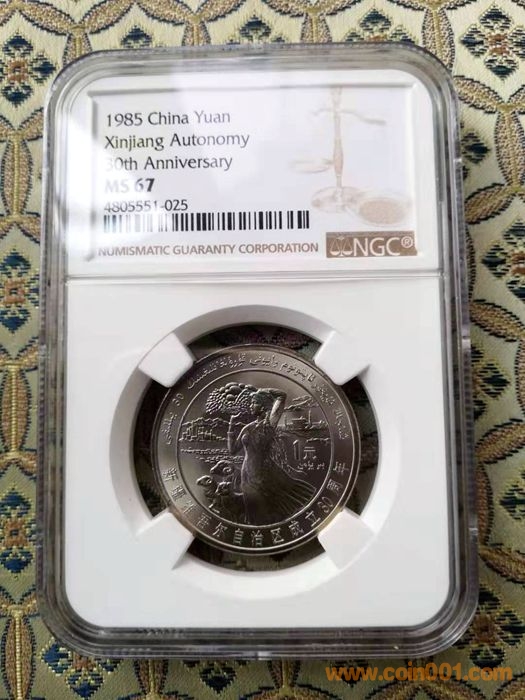 1985 China Yuan
Xinjiang Autonomy
30th Anniversary
MS 67
4805551-025
NUMISMATIC GUARANTY CORPORATION
NGC®
30
1元
新疆维吾尔自治区成立30周年
www.coin001.com